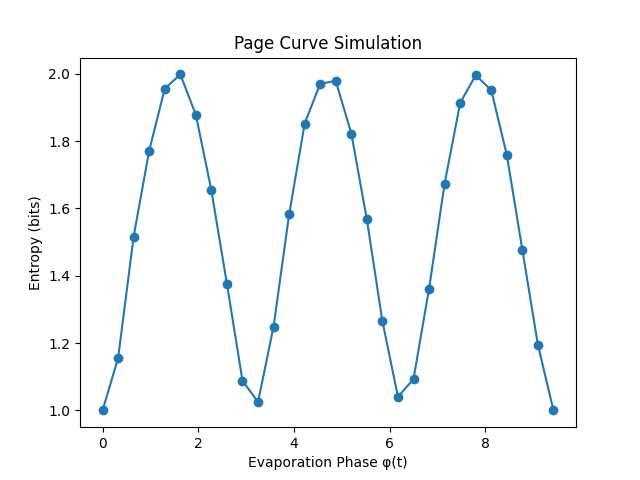 Page Curve Simulation
2.0
1.8
1.6
1.4
1.2
1.0
Entropy (bits)
0 2 4 6 8
Evaporation Phase φ(t)